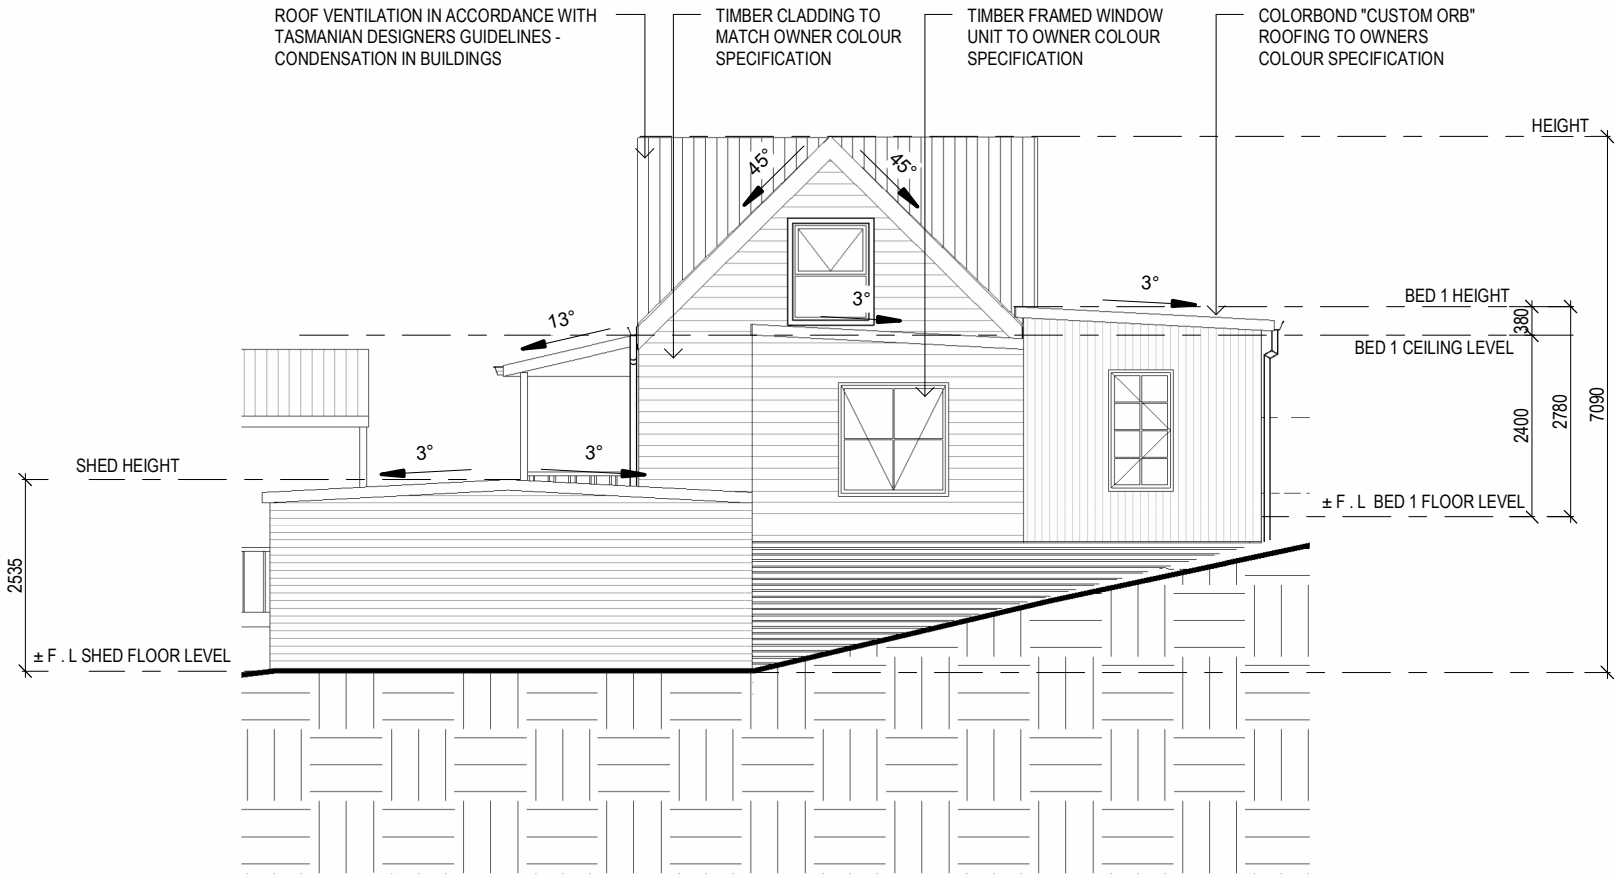 ROOF VENTILATION IN ACCORDANCE WITH
TASMANIAN DESIGNERS GUIDELINES -
CONDENSATION IN BUILDINGS
TIMBER CLADDING TO
MATCH OWNER COLOUR
SPECIFICATION
TIMBER FRAMED WINDOW
UNIT TO OWNER COLOUR
SPECIFICATION
COLORBOND "CUSTOM ORB"
ROOFING TO OWNERS
COLOUR SPECIFICATION
HEIGHT
45°
45°
3°
BED 1 HEIGHT
3°
13°
380
BED 1 CEILING LEVEL
7090
2400
2780
3°
3°
SHED HEIGHT
± F . L BED 1 FLOOR LEVEL
2535
± F . L SHED FLOOR LEVEL